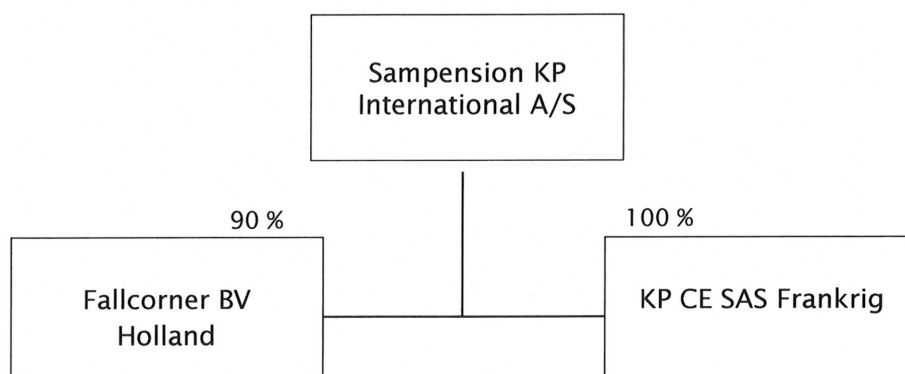 Sampension KP
International A/S
90 %
100 %
Fallcorner BV
Holland
KP CE SAS Frankrig